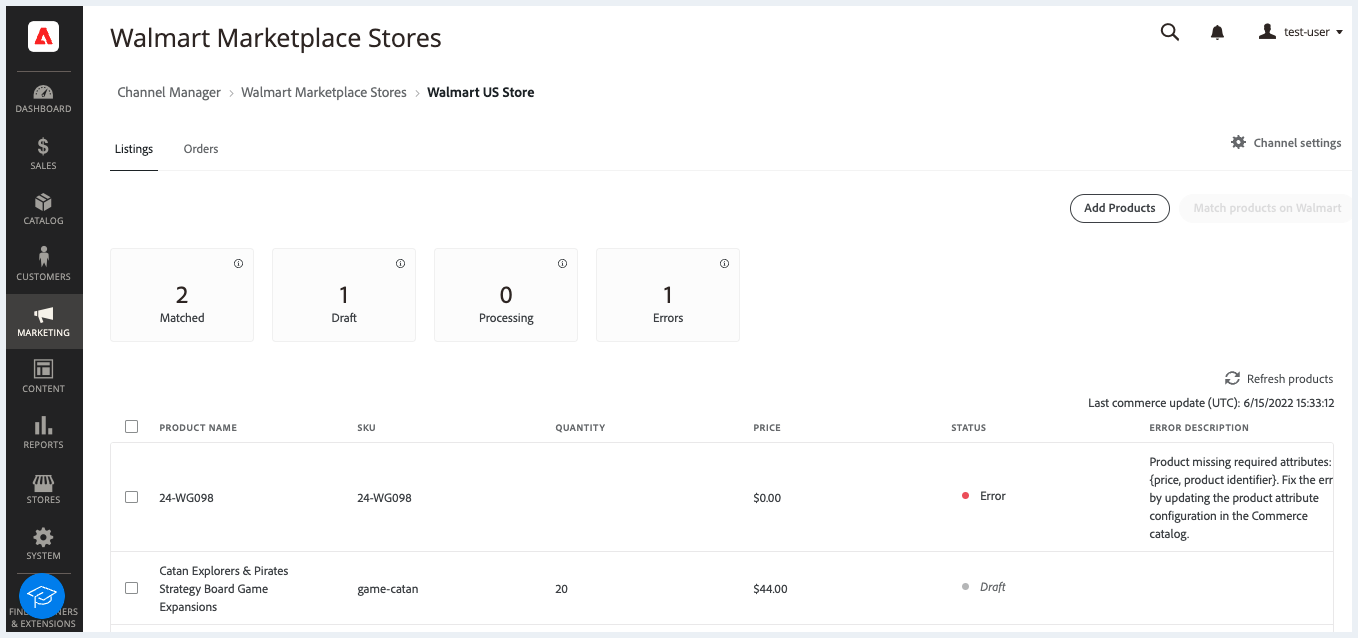 Walmart Marketplace Stores
test-user
Channel Manager › Walmart Marketplace Stores › Walmart US Store
Listings Orders
Channel settings
Add Products Match products on Walmart
2
Matched
1
Draft
0
Processing
1
Errors
Refresh products
Last commerce update (UTC): 6/15/2022 15:33:12
PRODUCT NAME SKU QUANTITY PRICE STATUS ERROR DESCRIPTION
24-WG098 24-WG098 $0.00 Error
Product missing required attributes:
{price, product identifier}. Fix the err
by updating the product attribute
configuration in the Commerce
catalog.
Catan Explorers & Pirates
Strategy Board Game
Expansions
game-catan 20 $44.00 Draft
DASHBOARD
SALES
CATALOG
CUSTOMERS
MARKETING
CONTENT
REPORTS
STORES
SYSTEM
& EXTENSIONS